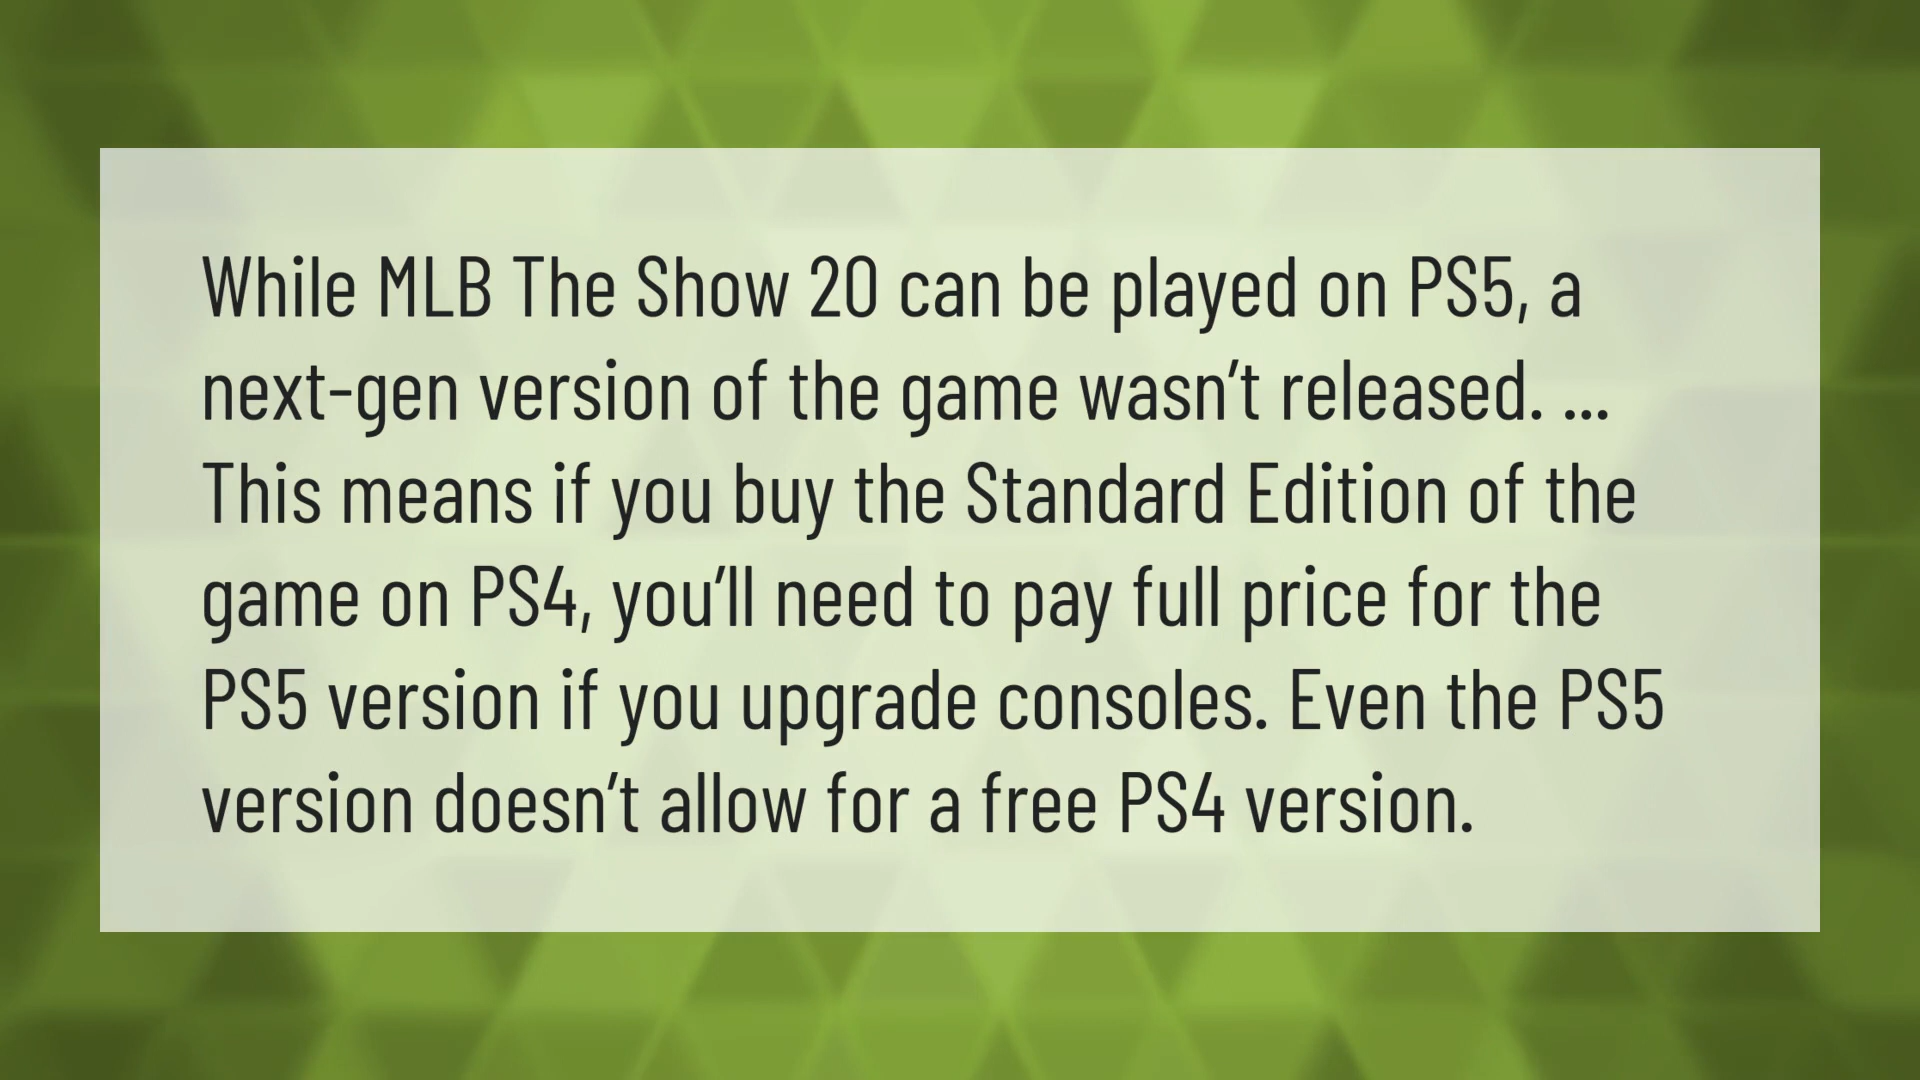 While MLB The Show 20 can be played on PS5, a
next-gen version of the game wasn’t released. ...
This means if you buy the Standard Edition of the
game on PS4, you’ll need to pay full price for the
PS5 version if you upgrade consoles. Even the PS5
version doesn’t allow for a free PS4 version.